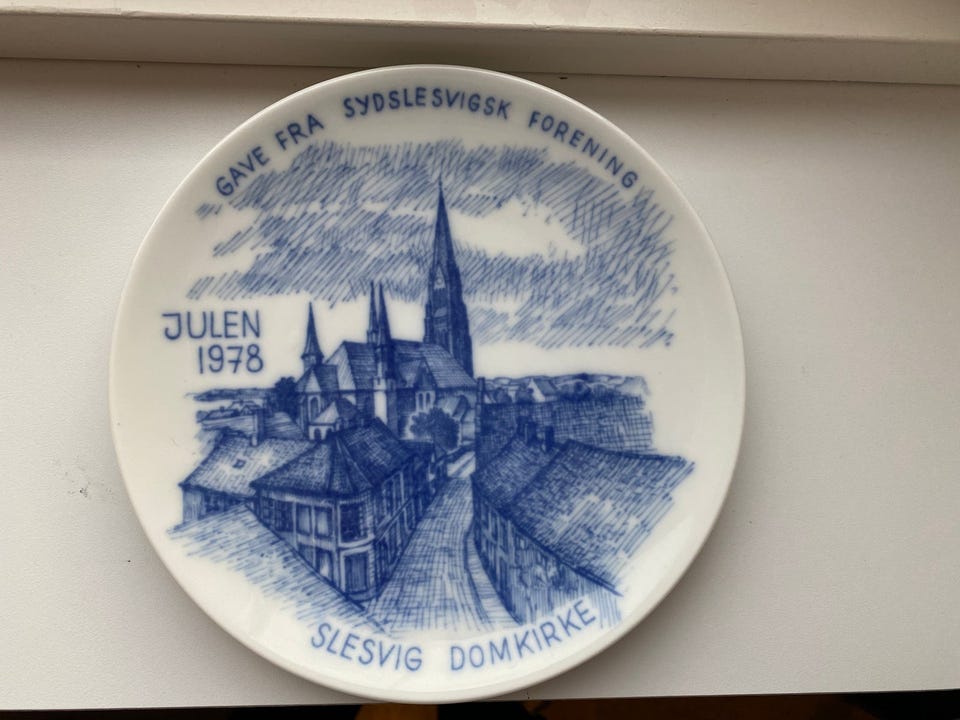 GAVE FRA SYDSLESVIGSK FORENING
JULEN
1978
SLESVIG DOMKIRKE